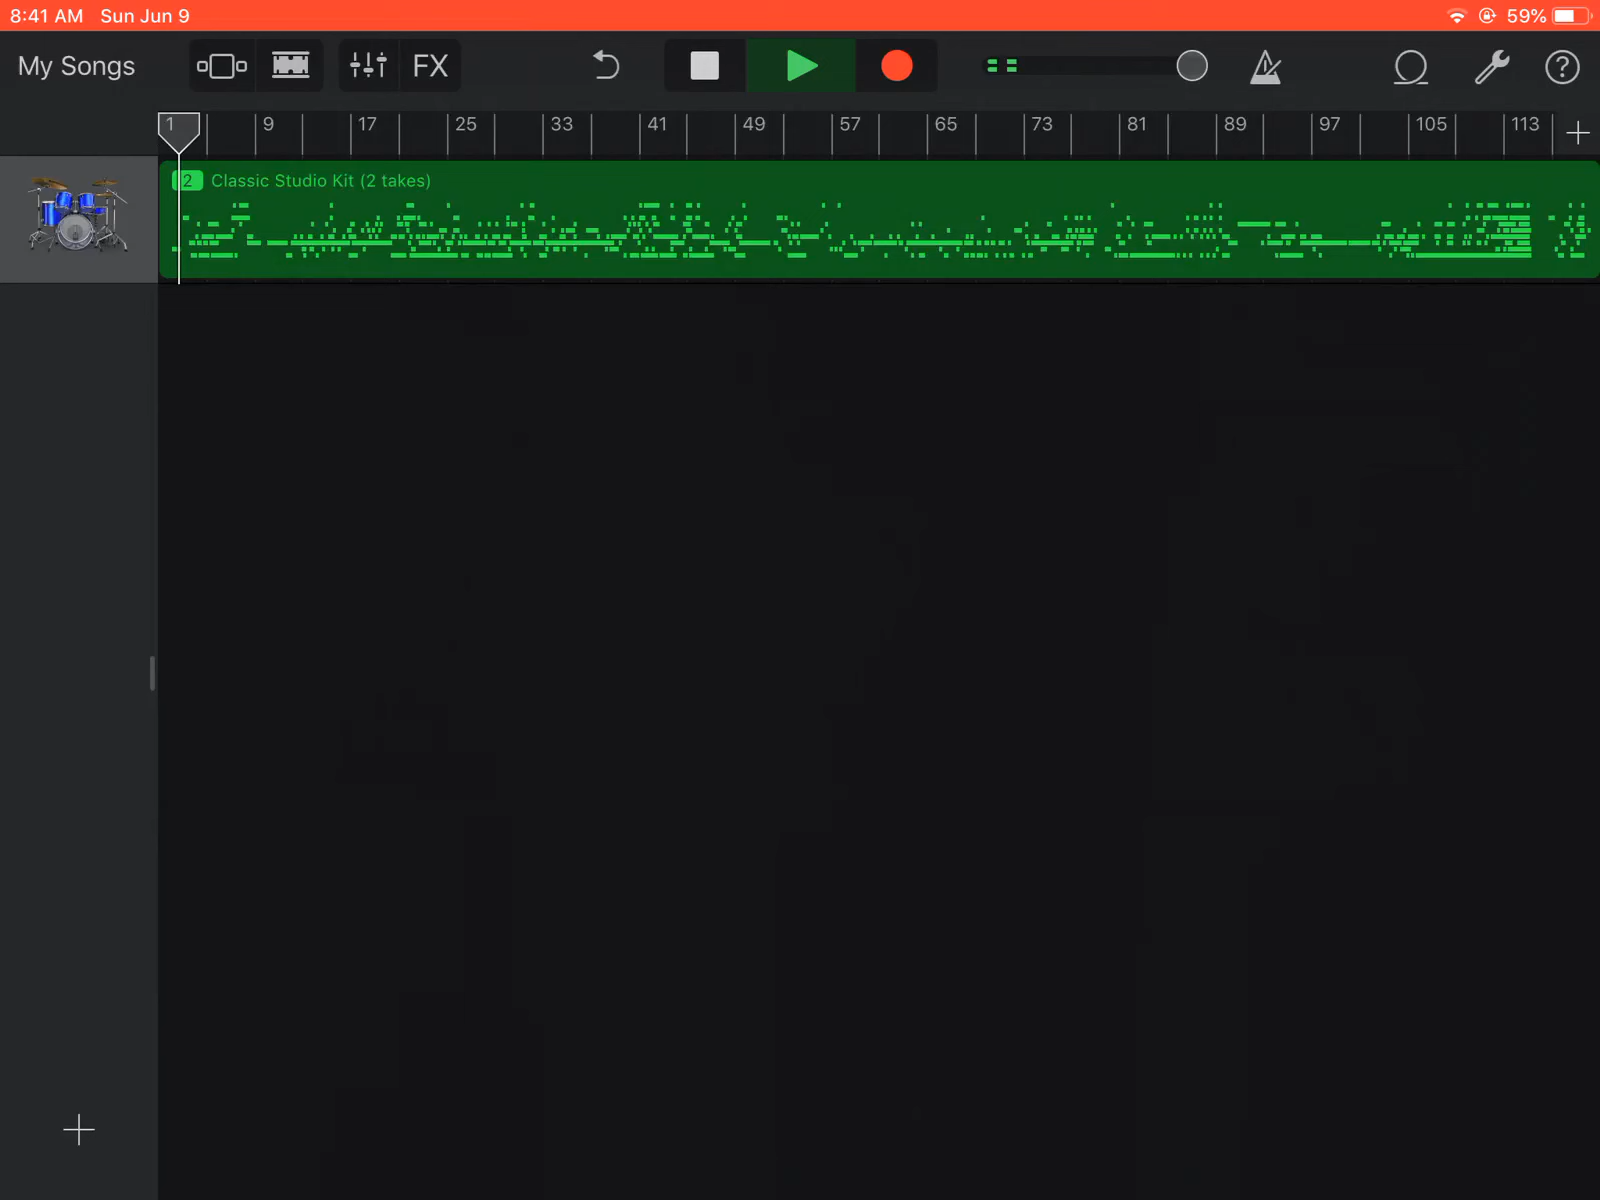 8:41 AM Sun Jun 9 59%
My Songs FX
1 9 17 25 33 41 49 57 65 73 81 89 97 105 113
2 Classic Studio Kit (2 takes)